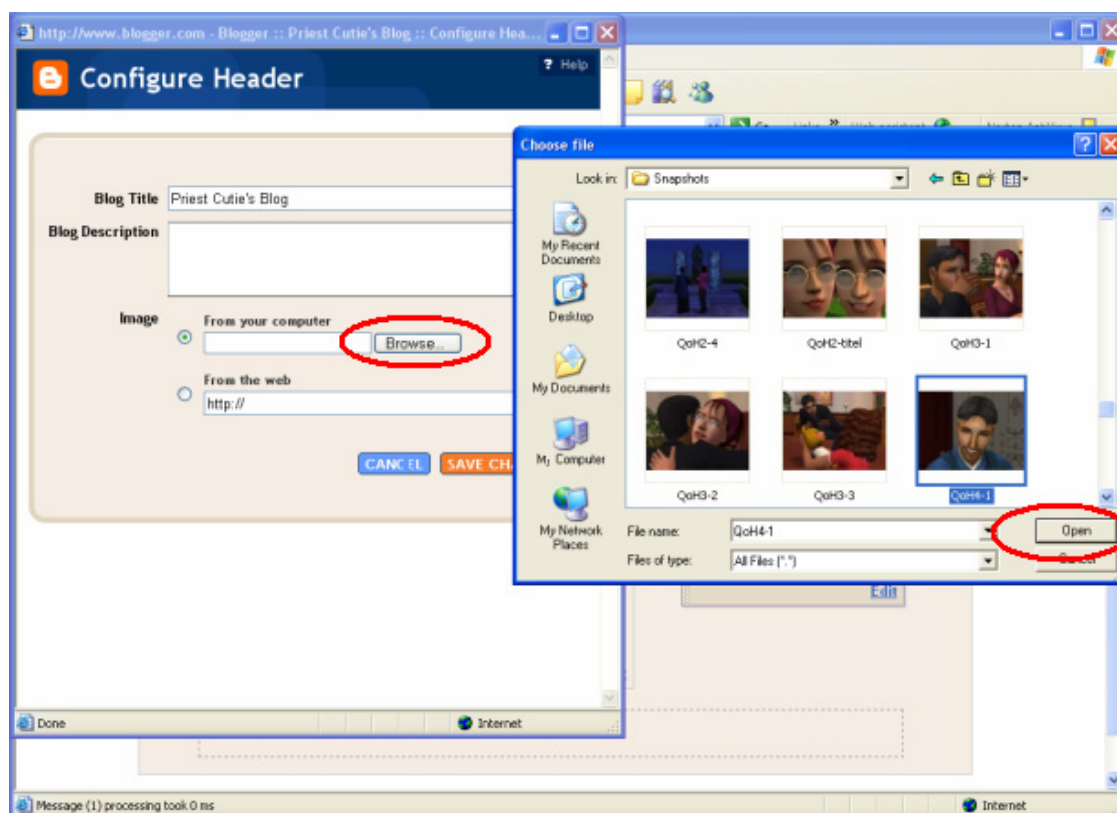 http://www.blogger.com - Blogger :: Priest Cutie's Blog :: Configure Hea...
? Help
Configure Header
Blog Title Priest Cutie's Blog
Blog Description
Image
From your computer
Browse...
From the web
http://
CANCEL SAVE CHA
Done
Internet
Links »
Choose file
Look in: Snapshots
My Recent
Documents
Desktop
My Documents
My Computer
My Network
Places
QoH2-4 QoH2-titel QoH3-1
QoH3-2 QoH3-3 QoH4-1
File name: QoH4-1 Open
Files of type: All Files (*.*) Cancel
Edit
Message (1) processing took 0 ms
Internet